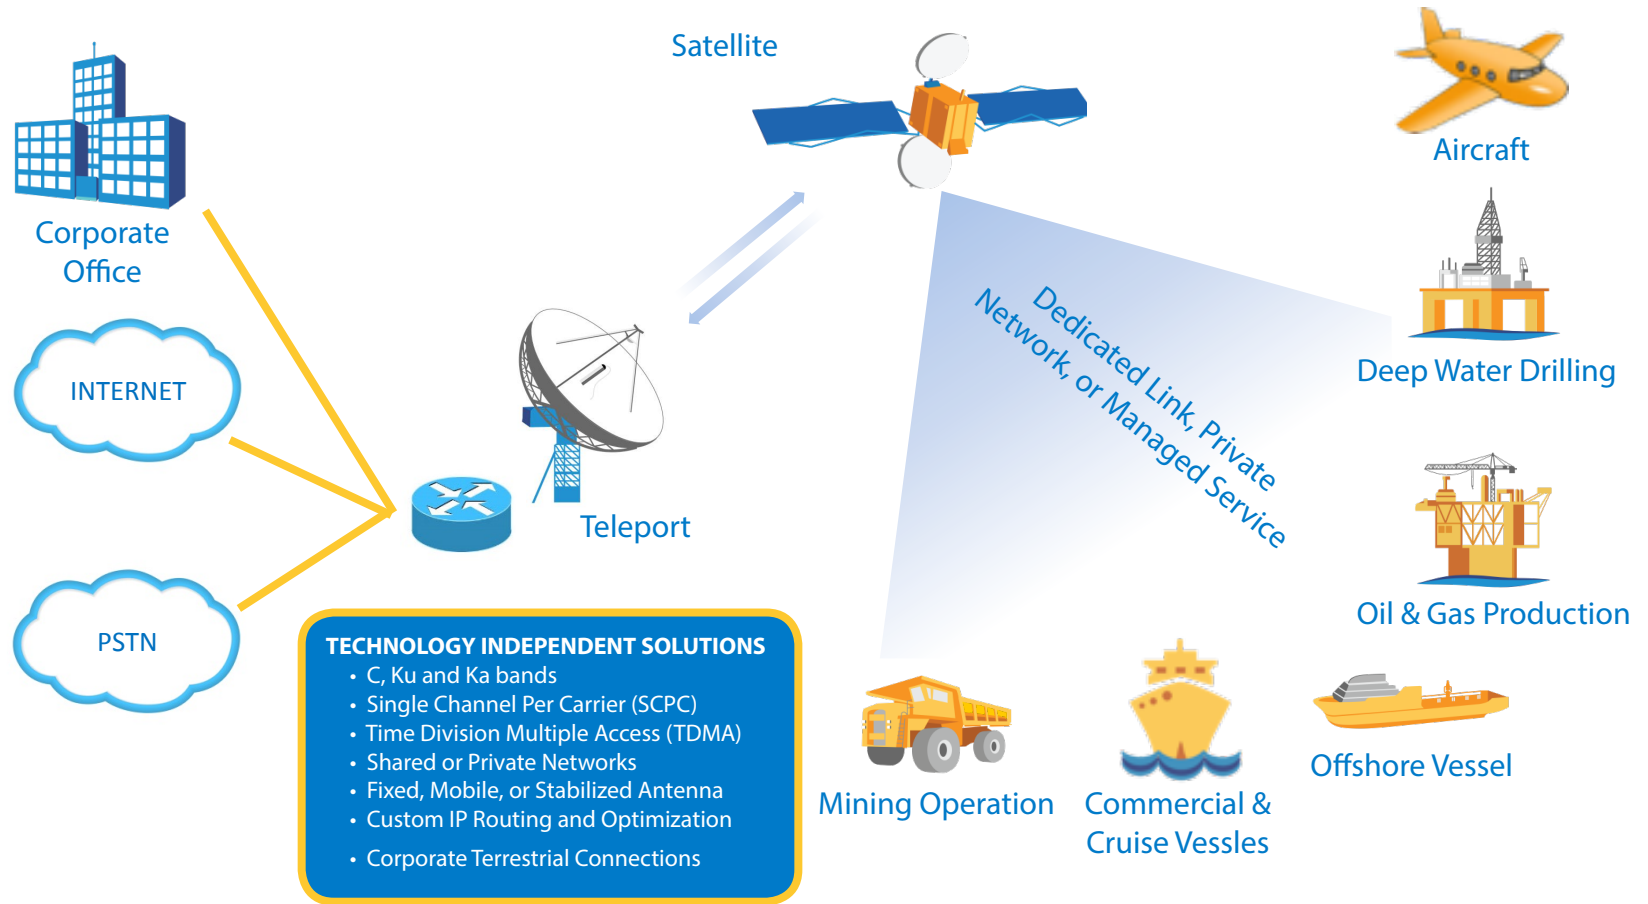 Satellite
Aircraft
Corporate
Office
Dedicated Link, Private
Network, or Managed Service
Deep Water Drilling
INTERNET
Teleport
Oil & Gas Production
PSTN
TECHNOLOGY INDEPENDENT SOLUTIONS
• C, Ku and Ka bands
• Single Channel Per Carrier (SCPC)
• Time Division Multiple Access (TDMA)
• Shared or Private Networks
• Fixed, Mobile, or Stabilized Antenna
• Custom IP Routing and Optimization
• Corporate Terrestrial Connections
Mining Operation
Commercial &
Cruise Vessles
Offshore Vessel